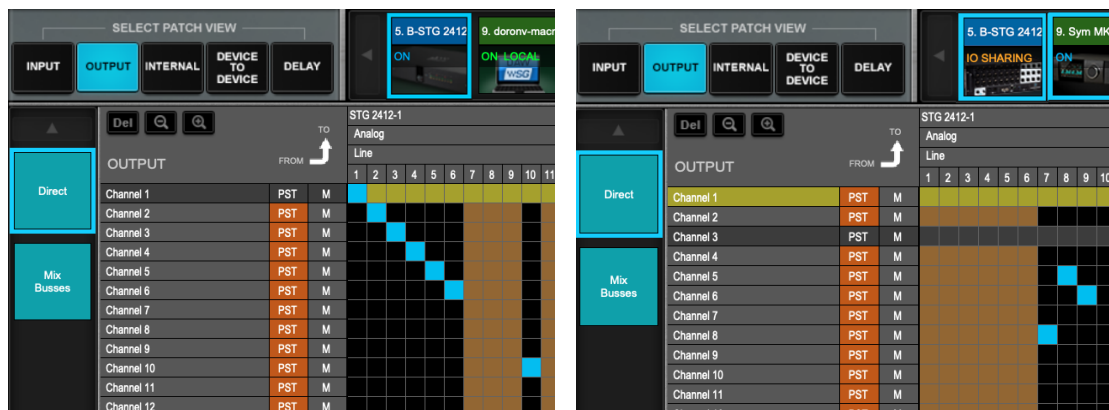 SELECT PATCH VIEW
INPUT OUTPUT INTERNAL DEVICE TO DEVICE DELAY
5. B-STG 2412 9. doronv-macr
ON ON LOCAL
WSG
Del
TO
FROM
OUTPUT
STG 2412-1
Analog
Line
1 2 3 4 5 6 7 8 9 10 11
Direct
Mix
Busses
Channel 1 PST M
Channel 2 PST M
Channel 3 PST M
Channel 4 PST M
Channel 5 PST M
Channel 6 PST M
Channel 7 PST M
Channel 8 PST M
Channel 9 PST M
Channel 10 PST M
Channel 11 PST M
Channel 12 PST M
SELECT PATCH VIEW
INPUT OUTPUT INTERNAL DEVICE TO DEVICE DELAY
5. B-STG 2412 9. Sym MK
IO SHARING ON
Del
TO
FROM
OUTPUT
STG 2412-1
Analog
Line
1 2 3 4 5 6 7 8 9 10
Direct
Mix
Busses
Channel 1 PST M
Channel 2 PST M
Channel 3 PST M
Channel 4 PST M
Channel 5 PST M
Channel 6 PST M
Channel 7 PST M
Channel 8 PST M
Channel 9 PST M
Channel 10 PST M
Channel 11 PST M